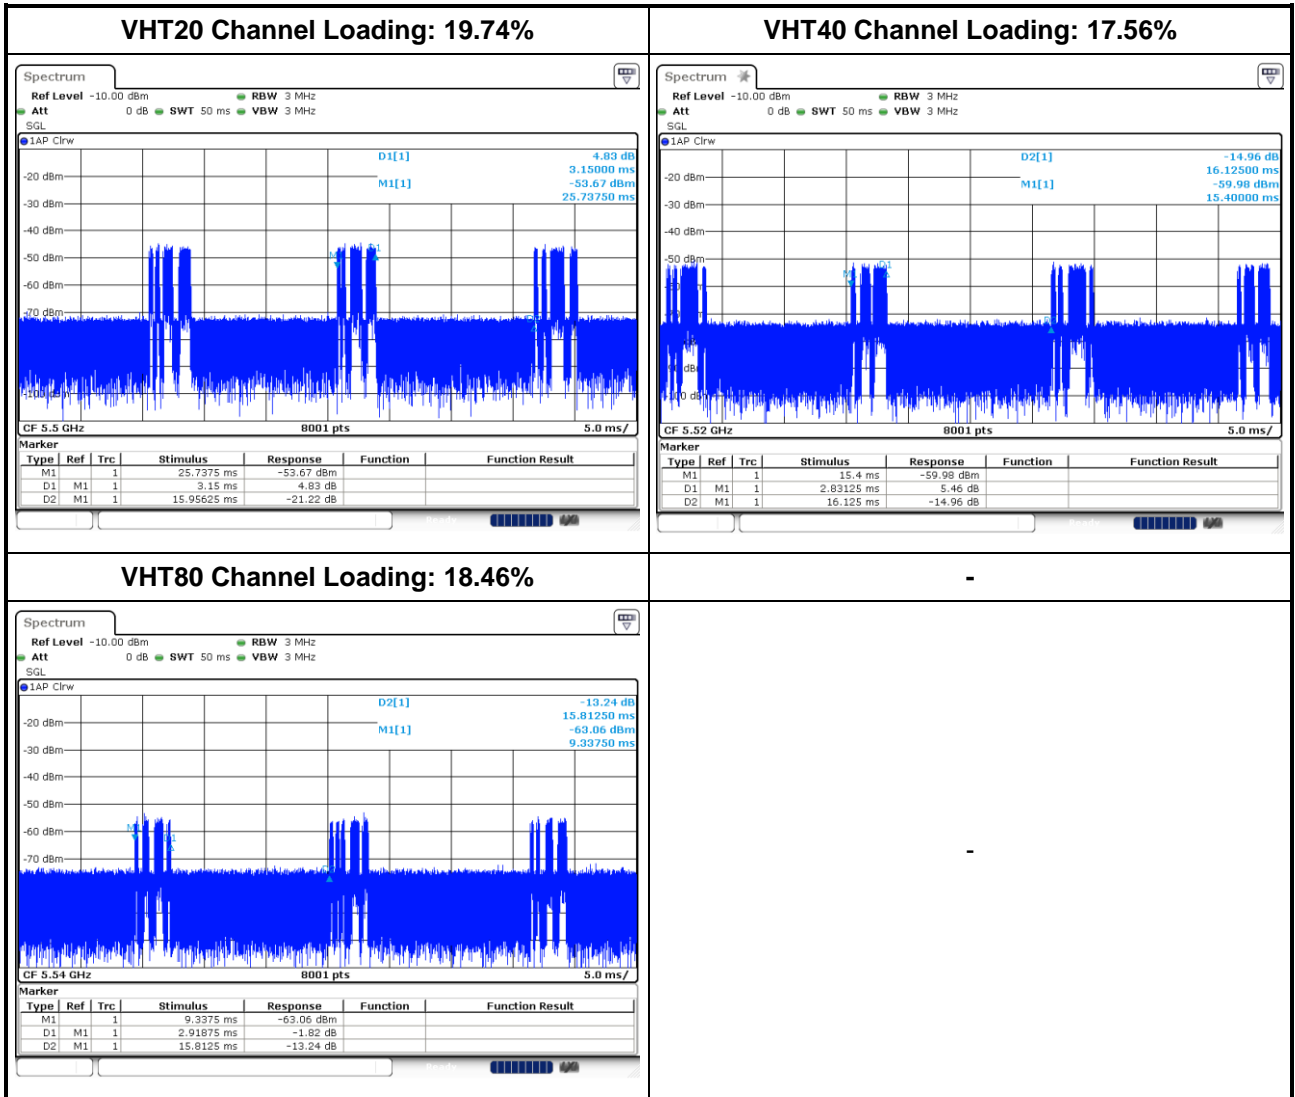 VHT20 Channel Loading: 19.74%
VHT40 Channel Loading: 17.56%
Spectrum
Ref Level -10.00 dBm RBW 3 MHz
Att 0 dB SWT 50 ms VBW 3 MHz
SGL
1AP Clrw
D1[1] 4.83 dB
3.15000 ms
M1[1] -53.67 dBm
25.73750 ms
-20 dBm
-30 dBm
-40 dBm
-50 dBm
-60 dBm
-70 dBm
-100 dBm
D1
CF 5.5 GHz 8001 pts 5.0 ms/
Marker
Type Ref Trc Stimulus Response Function Function Result
M1 1 25.7375 ms -53.67 dBm
D1 M1 1 3.15 ms 4.83 dB
D2 M1 1 15.95625 ms -21.22 dB
Spectrum
Ref Level -10.00 dBm RBW 3 MHz
Att 0 dB SWT 50 ms VBW 3 MHz
SGL
1AP Clrw
D2[1] -14.96 dB
16.12500 ms
M1[1] -59.98 dBm
15.40000 ms
-20 dBm
-30 dBm
-40 dBm
-50 dBm
M1 D1
CF 5.52 GHz 8001 pts 5.0 ms/
Marker
Type Ref Trc Stimulus Response Function Function Result
M1 1 15.4 ms -59.98 dBm
D1 M1 1 2.83125 ms 5.46 dB
D2 M1 1 16.125 ms -14.96 dB
VHT80 Channel Loading: 18.46%
-
Spectrum
Ref Level -10.00 dBm RBW 3 MHz
Att 0 dB SWT 50 ms VBW 3 MHz
SGL
1AP Clrw
D2[1] -13.24 dB
15.81250 ms
M1[1] -63.06 dBm
9.33750 ms
-20 dBm
-30 dBm
-40 dBm
-50 dBm
-60 dBm
-70 dBm
D1
CF 5.54 GHz 8001 pts 5.0 ms/
Marker
Type Ref Trc Stimulus Response Function Function Result
M1 1 9.3375 ms -63.06 dBm
D1 M1 1 2.91875 ms -1.82 dB
D2 M1 1 15.8125 ms -13.24 dB
-